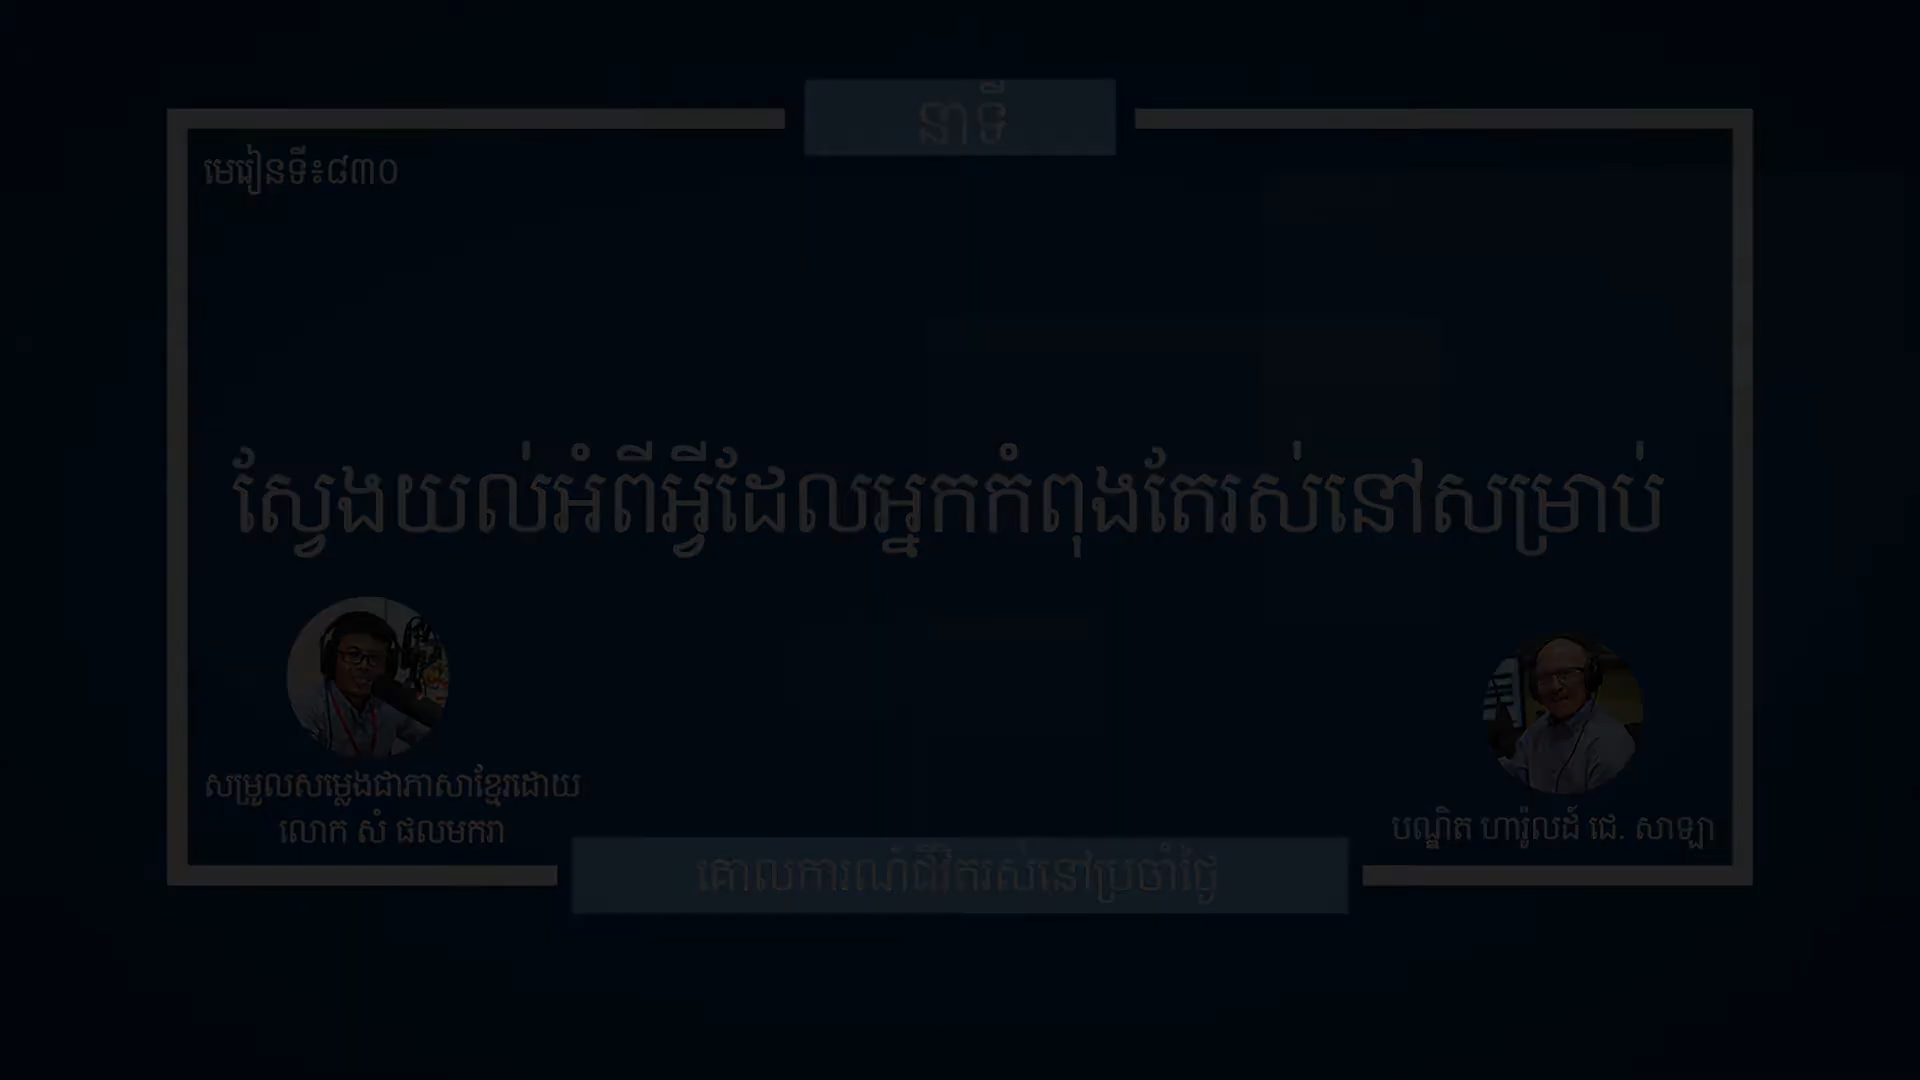 នាទី
មេរៀនទី៖៨៣០
ស្វែងយល់អំពីអ្វីដែលអ្នកកំពុងតែរស់នៅសម្រាប់
សម្រួលសម្លេងជាភាសាខ្មែរដោយ
លោក សំ ផលមករា
បណ្ឌិត ហារ៉ូលដ៍ ជេ. សាឡា
គោលការណ៍ជីវិតរស់នៅប្រចាំថ្ងៃ